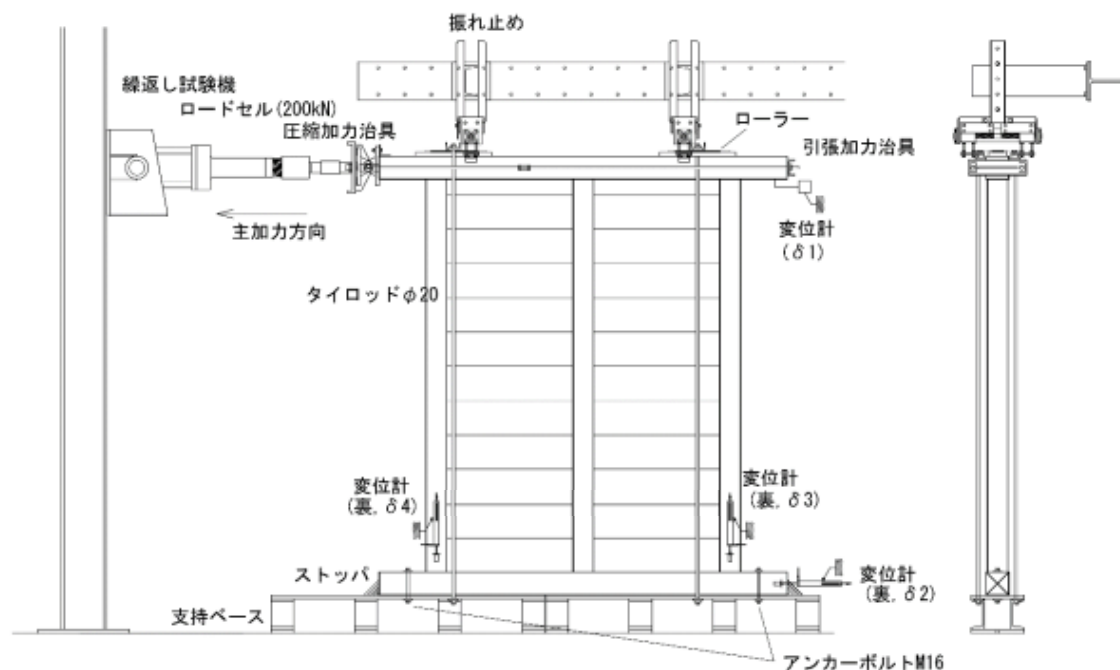 振れ止め
繰返し試験機
ロードセル(200kN)
圧縮加力治具
ローラー
引張加力治具
主加力方向
変位計
(δ1)
タイロッドφ20
変位計
(裏,δ4)
変位計
(裏,δ3)
ストッパ
変位計
(裏,δ2)
支持ベース
アンカーボルトM16